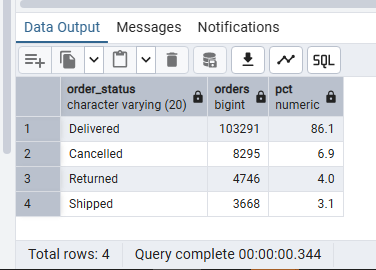 Data Output Messages Notifications
SQL
order_status orders pct
character varying (20) bigint numeric
1 Delivered 103291 86.1
2 Cancelled 8295 6.9
3 Returned 4746 4.0
4 Shipped 3668 3.1
Total rows: 4 Query complete 00:00:00.344